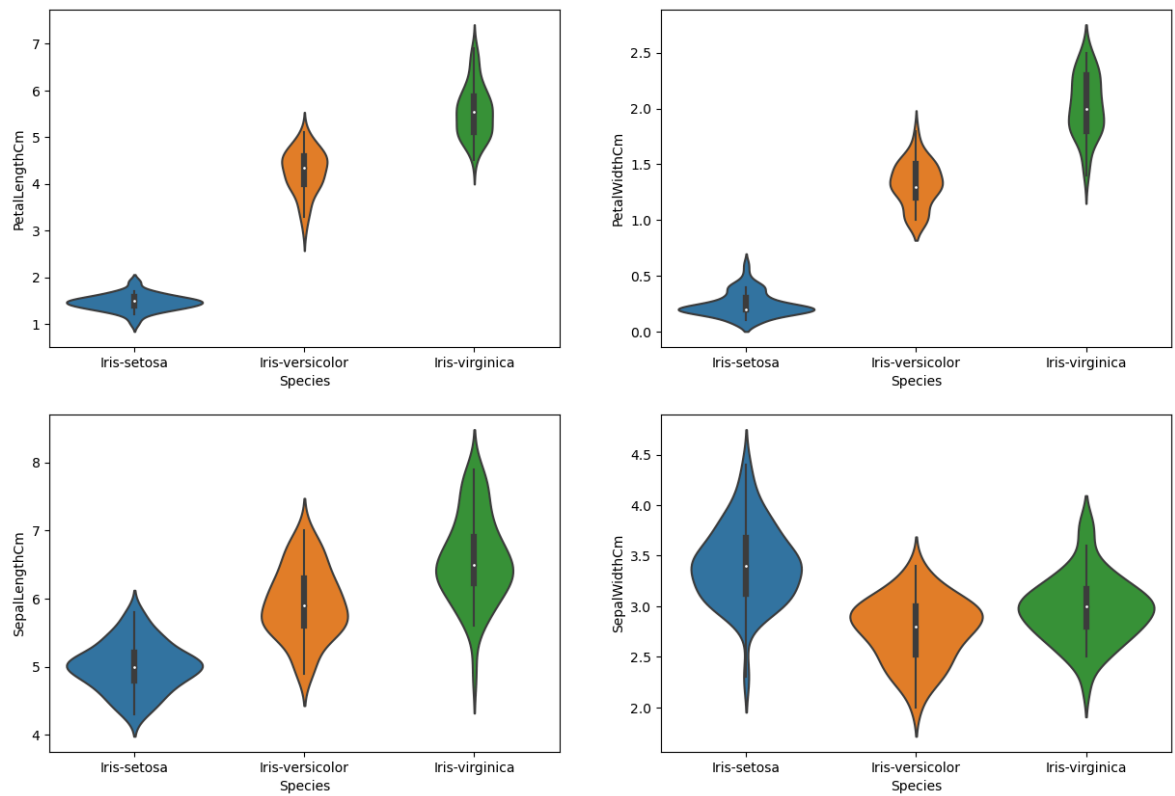 PetalLengthCm
7
6
5
4
3
2
1
Iris-setosa Iris-versicolor Iris-virginica
Species
PetalWidthCm
2.5
2.0
1.5
1.0
0.5
0.0
Iris-setosa Iris-versicolor Iris-virginica
Species
SepalLengthCm
8
7
6
5
4
Iris-setosa Iris-versicolor Iris-virginica
Species
SepalWidthCm
4.5
4.0
3.5
3.0
2.5
2.0
Iris-setosa Iris-versicolor Iris-virginica
Species